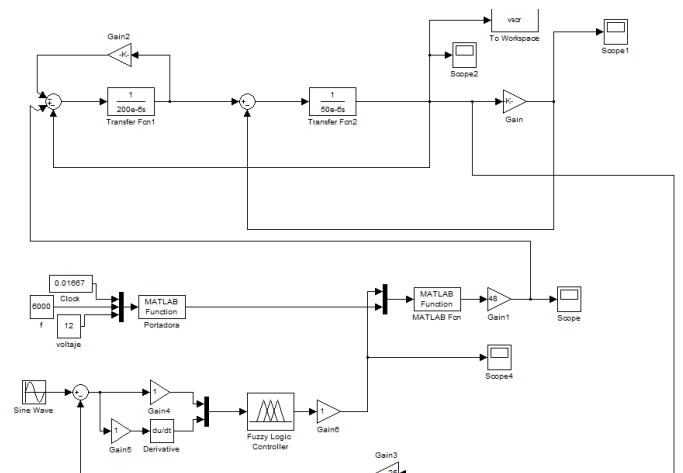 vscr
To Workspace
Scope1
Gain2
-K-
Scope2
1
200e-6s
Transfer Fcn1
1
50e-6s
Transfer Fcn2
-K-
Gain
0.01667
Clock
6000
f
12
voltaje
MATLAB
Function
Portadora
MATLAB
Function
MATLAB Fcn
48
Gain1
Scope
Scope4
Sine Wave
1
Gain4
1
Gain5
du/dt
Derivative
Fuzzy Logic
Controller
1
Gain6
Gain3